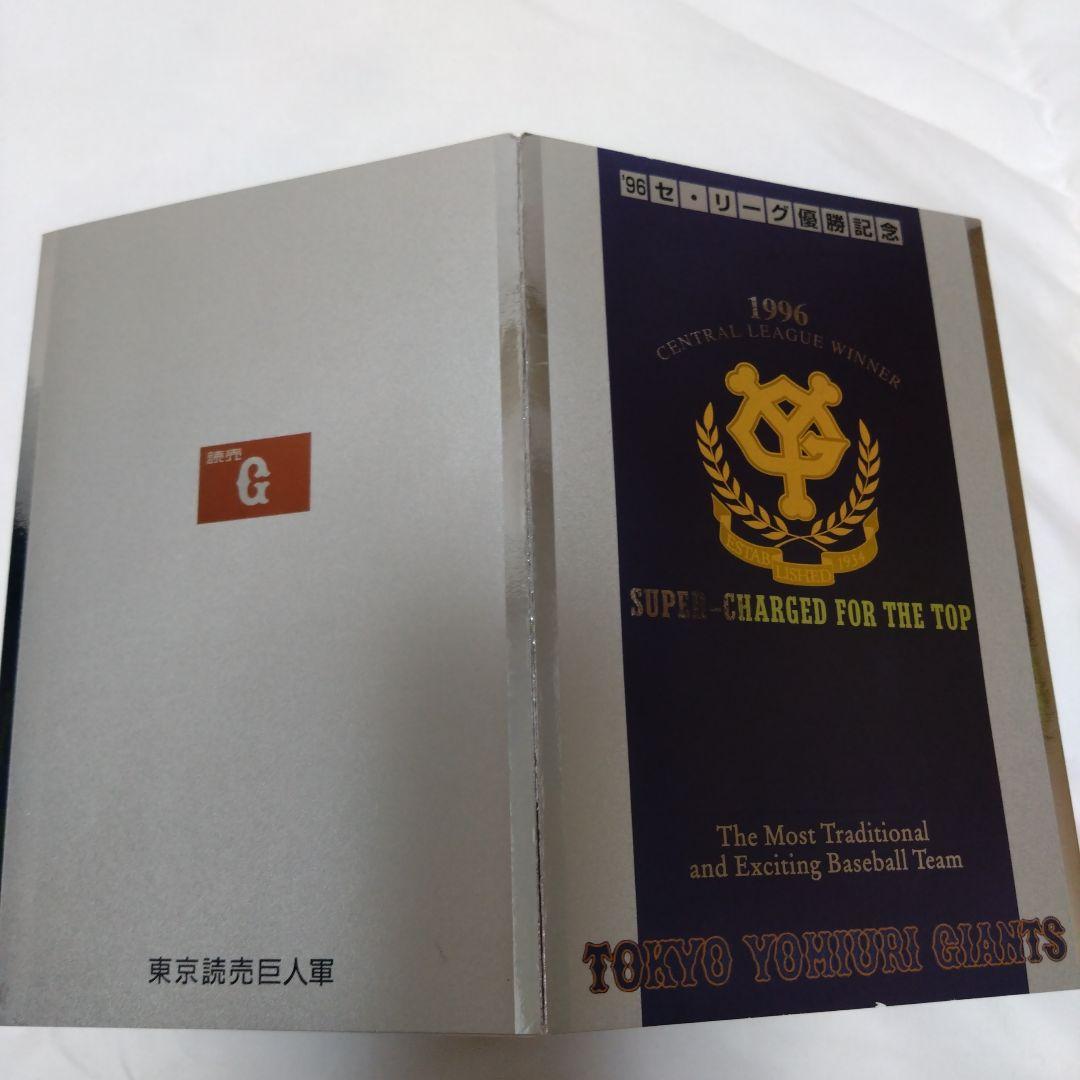 読売
G
東京読売巨人軍
'96セ・リーグ優勝記念
1996
CENTRAL LEAGUE WINNER
YG
ESTABLISHED 1934
SUPER-CHARGED FOR THE TOP
The Most Traditional
and Exciting Baseball Team
TOKYO YOMIURI GIANTS